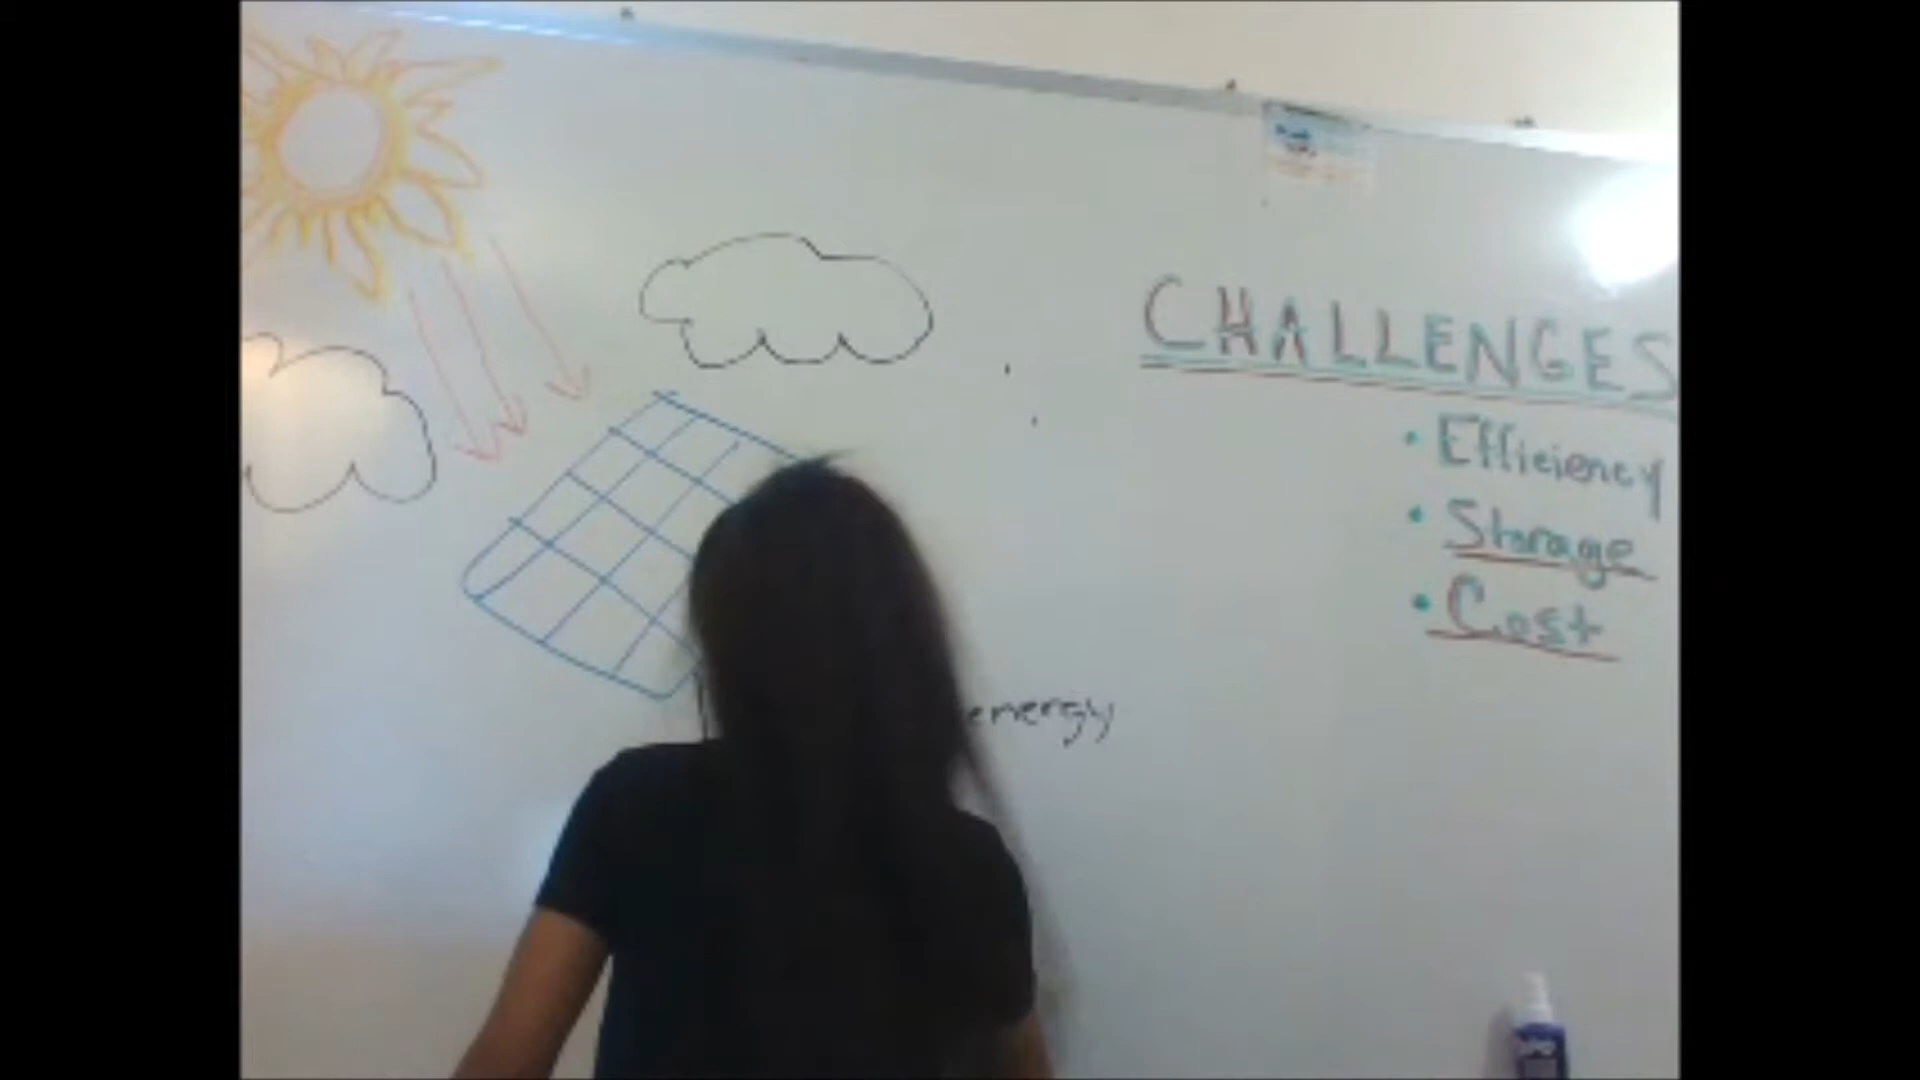 CHALLENGES
• Efficiency
• Storage
• Cost
energy